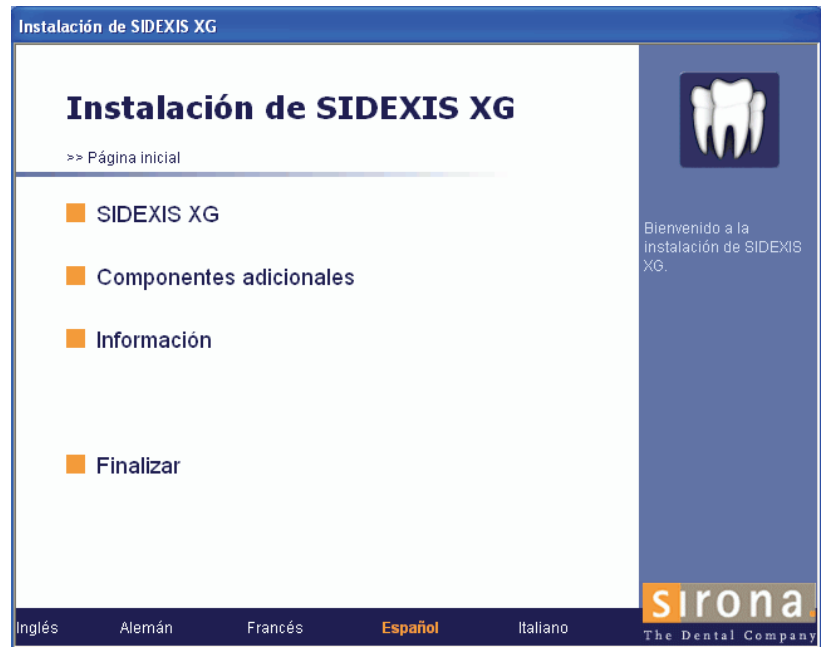 Instalación de SIDEXIS XG
Instalación de SIDEXIS XG
>> Página inicial
SIDEXIS XG
Componentes adicionales
Información
Finalizar
Bienvenido a la
instalación de SIDEXIS
XG.
sirona.
The Dental Company
Inglés Alemán Francés Español Italiano